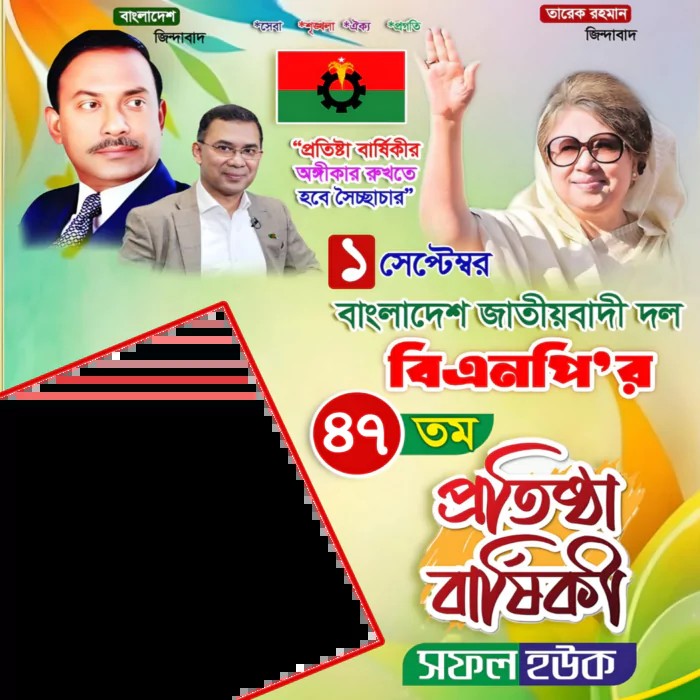 বাংলাদেশ
জিন্দাবাদ
*সেবা *শৃঙ্খলা *ঐক্য *প্রগতি
তারেক রহমান
জিন্দাবাদ
“প্রতিষ্টা বার্ষিকীর
অঙ্গীকার রুখতে
হবে সৈচ্ছাচার”
১ সেপ্টেম্বর
বাংলাদেশ জাতীয়বাদী দল
বিএনপি’র
৪৭ তম
প্রতিষ্ঠা
বার্ষিকী
সফল হউক